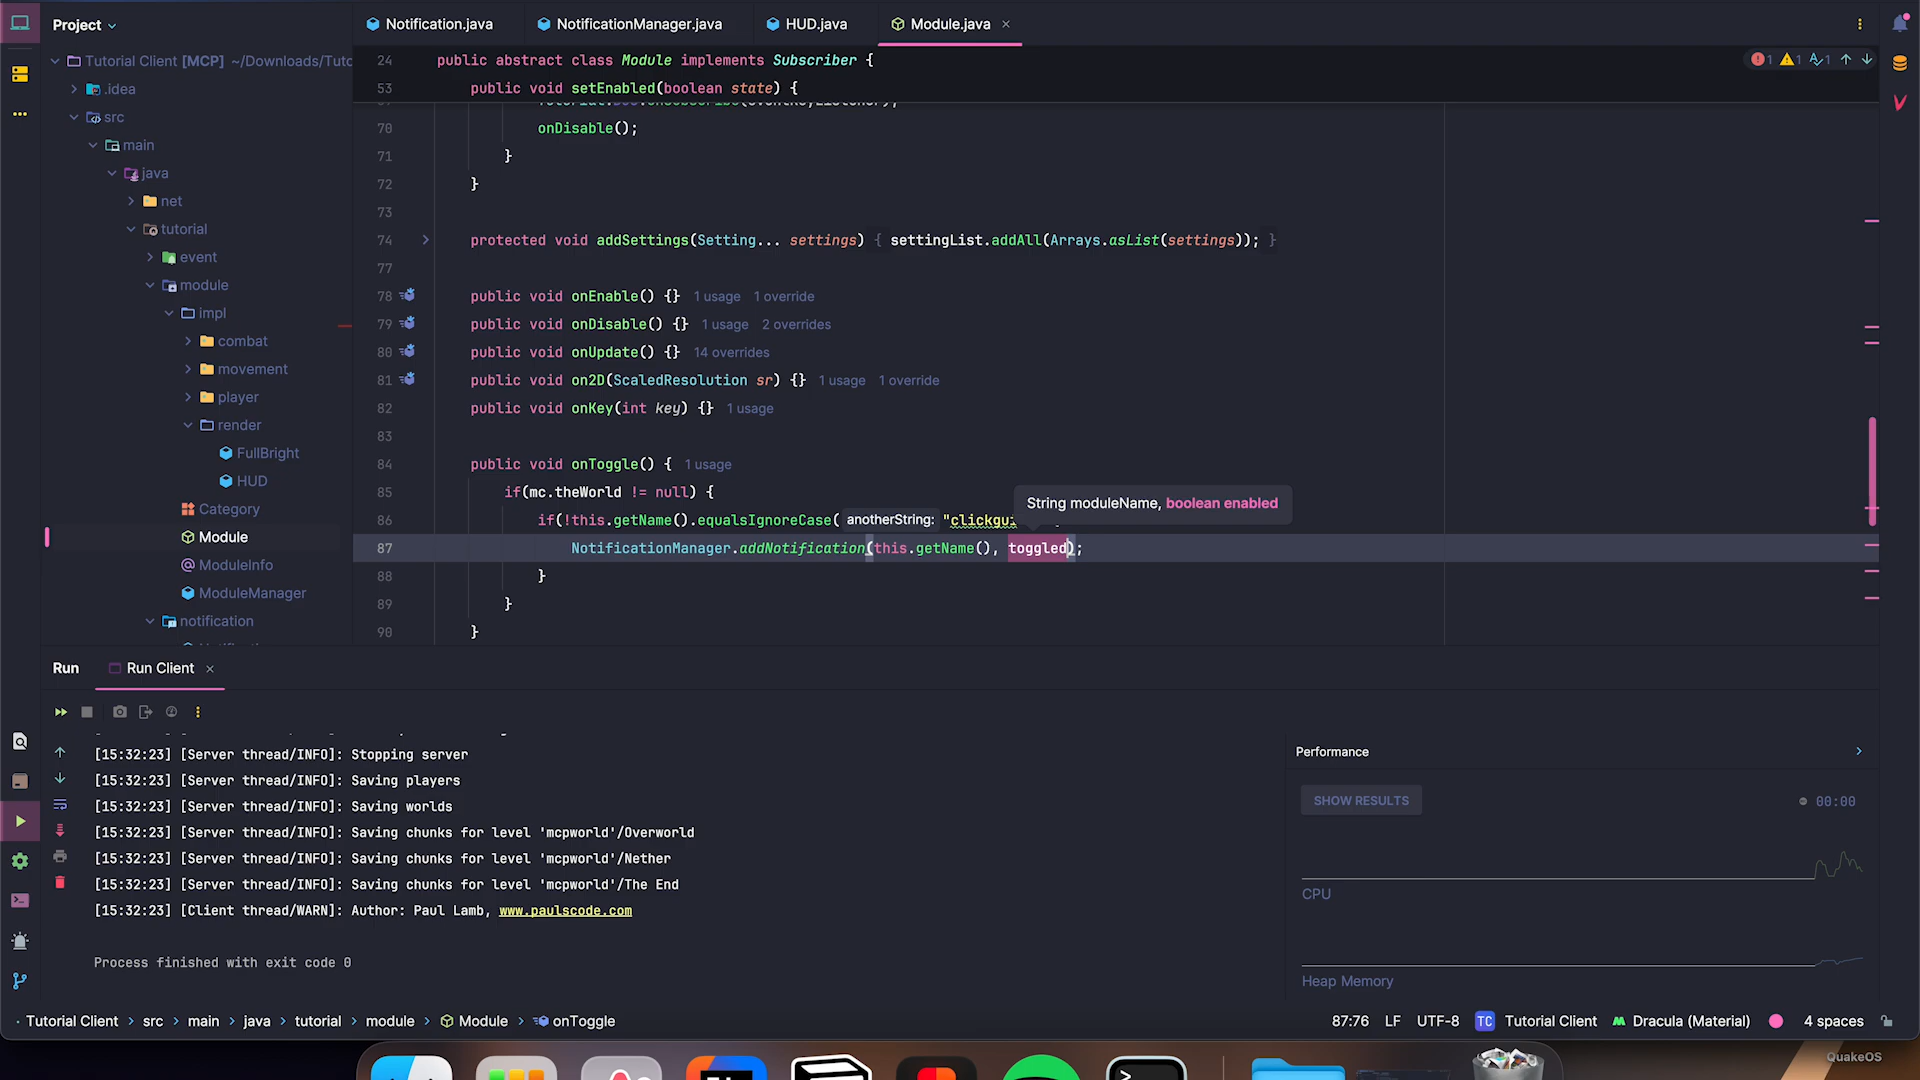 Project
Notification.java
NotificationManager.java
HUD.java
Module.java
Tutorial Client [MCP] ~/Downloads/Tuto
.idea
src
main
java
net
tutorial
event
module
impl
combat
movement
player
render
FullBright
HUD
Category
Module
ModuleInfo
ModuleManager
notification
24 public abstract class Module implements Subscriber {
53 public void setEnabled(boolean state) {
1 1 1
70 onDisable();
71 }
72 }
73
74 protected void addSettings(Setting... settings) { settingList.addAll(Arrays.asList(settings)); }
77
78 public void onEnable() {} 1 usage 1 override
79 public void onDisable() {} 1 usage 2 overrides
80 public void onUpdate() {} 14 overrides
81 public void on2D(ScaledResolution sr) {} 1 usage 1 override
82 public void onKey(int key) {} 1 usage
83
84 public void onToggle() { 1 usage
85 if(mc.theWorld != null) {
String moduleName, boolean enabled
86 if(!this.getName().equalsIgnoreCase( anotherString: "clickgu
87 NotificationManager.addNotification(this.getName(), toggled);
88 }
89 }
90 }
Run
Run Client
[15:32:23] [Server thread/INFO]: Stopping server
[15:32:23] [Server thread/INFO]: Saving players
[15:32:23] [Server thread/INFO]: Saving worlds
[15:32:23] [Server thread/INFO]: Saving chunks for level 'mcpworld'/Overworld
[15:32:23] [Server thread/INFO]: Saving chunks for level 'mcpworld'/Nether
[15:32:23] [Server thread/INFO]: Saving chunks for level 'mcpworld'/The End
[15:32:23] [Client thread/WARN]: Author: Paul Lamb, www.paulscode.com
Process finished with exit code 0
Performance
SHOW RESULTS
00:00
CPU
Heap Memory
Tutorial Client > src > main > java > tutorial > module > Module > onToggle
87:76 LF UTF-8 TC Tutorial Client Dracula (Material) 4 spaces
QuakeOS